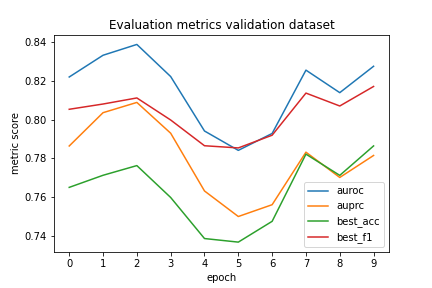 Evaluation metrics validation dataset
metric score
0.84
0.82
0.80
0.78
0.76
0.74
0 1 2 3 4 5 6 7 8 9
epoch
auroc
auprc
best_acc
best_f1